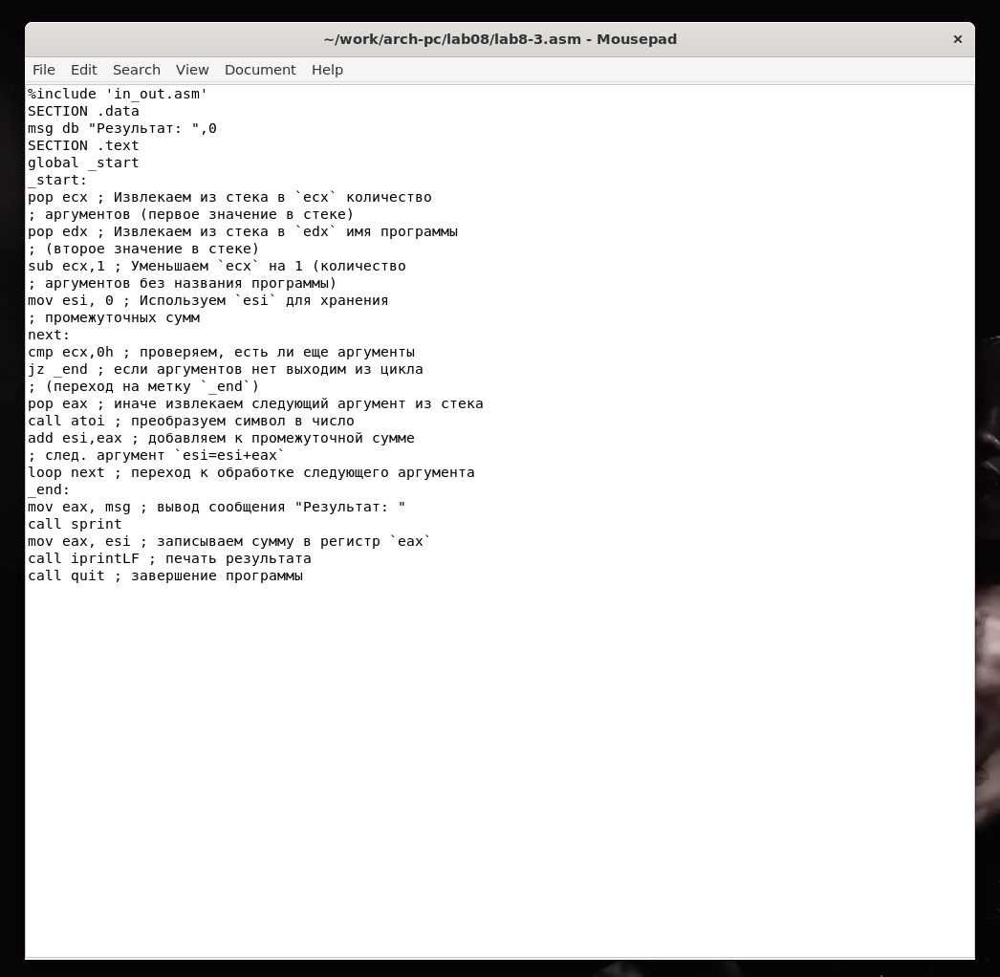 ~/work/arch-pc/lab08/lab8-3.asm - Mousepad
File Edit Search View Document Help
%include 'in_out.asm'
SECTION .data
msg db "Результат: ",0
SECTION .text
global _start
_start:
pop ecx ; Извлекаем из стека в `ecx` количество
; аргументов (первое значение в стеке)
pop edx ; Извлекаем из стека в `edx` имя программы
; (второе значение в стеке)
sub ecx,1 ; Уменьшаем `ecx` на 1 (количество
; аргументов без названия программы)
mov esi, 0 ; Используем `esi` для хранения
; промежуточных сумм
next:
cmp ecx,0h ; проверяем, есть ли еще аргументы
jz _end ; если аргументов нет выходим из цикла
; (переход на метку `_end`)
pop eax ; иначе извлекаем следующий аргумент из стека
call atoi ; преобразуем символ в число
add esi,eax ; добавляем к промежуточной сумме
; след. аргумент `esi=esi+eax`
loop next ; переход к обработке следующего аргумента
_end:
mov eax, msg ; вывод сообщения "Результат: "
call sprint
mov eax, esi ; записываем сумму в регистр `eax`
call iprintLF ; печать результата
call quit ; завершение программы